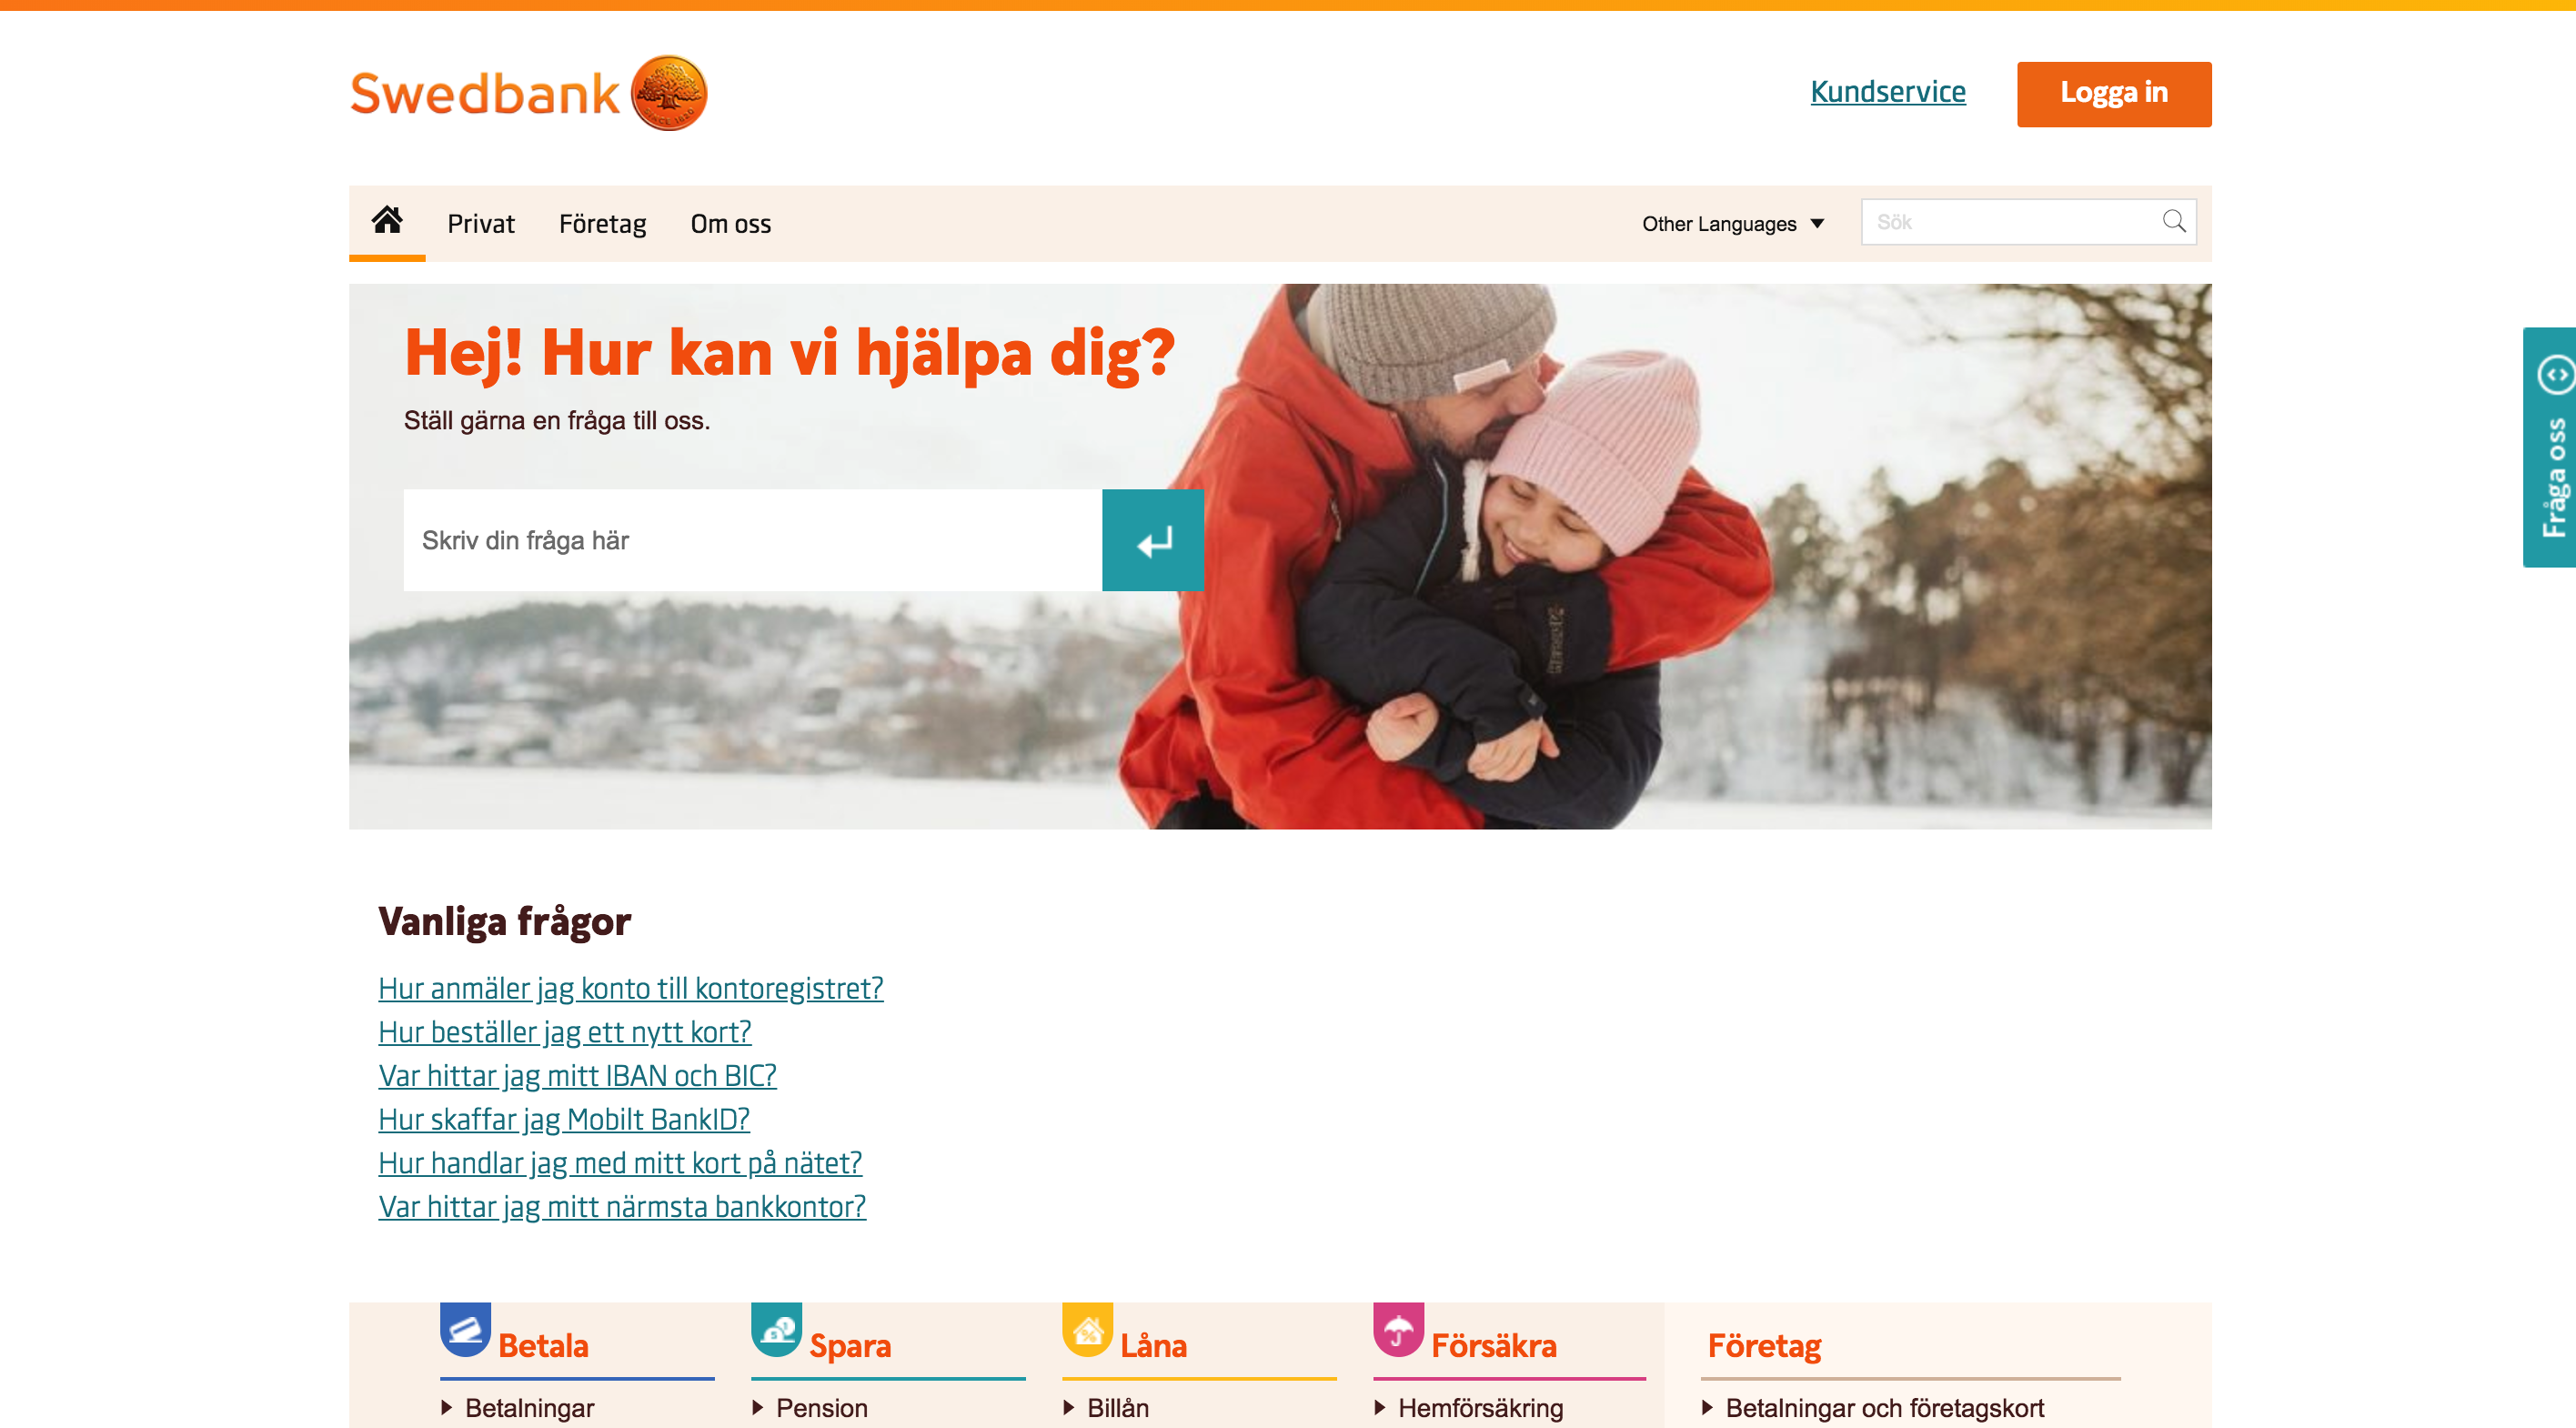 Swedbank
SINCE 1820
Kundservice
Logga in
Privat
Företag
Om oss
Other Languages
Sök
Hej! Hur kan vi hjälpa dig?
Ställ gärna en fråga till oss.
Skriv din fråga här
Fråga oss
Vanliga frågor
Hur anmäler jag konto till kontoregistret?
Hur beställer jag ett nytt kort?
Var hittar jag mitt IBAN och BIC?
Hur skaffar jag Mobilt BankID?
Hur handlar jag med mitt kort på nätet?
Var hittar jag mitt närmsta bankkontor?
Betala
Spara
Låna
Försäkra
Företag
Betalningar
Pension
Billån
Hemförsäkring
Betalningar och företagskort